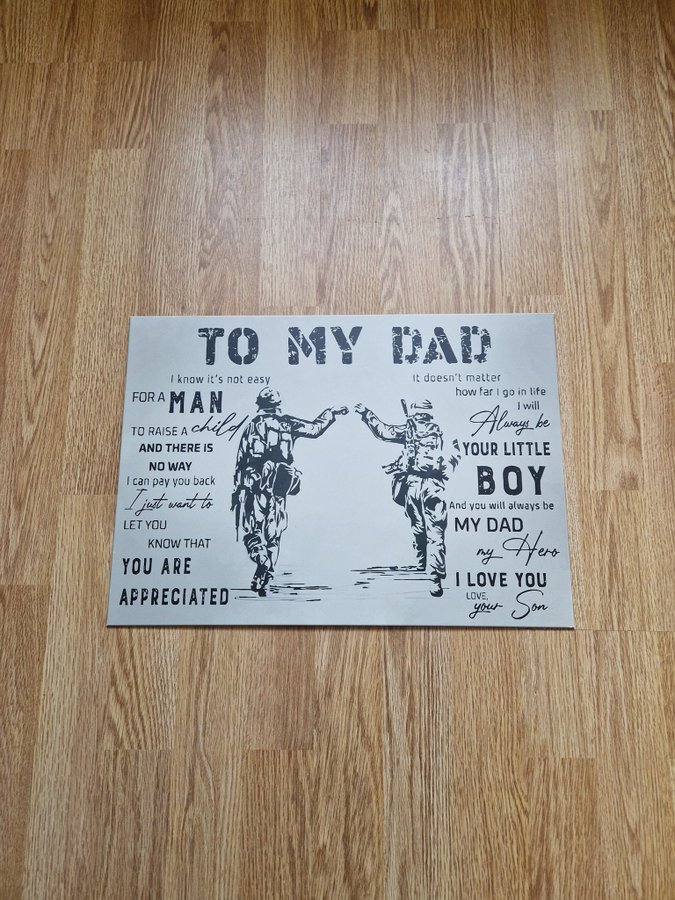 TO MY DAD
I know it's not easy
FOR A MAN
TO RAISE A child
AND THERE IS
NO WAY
I can pay you back
I just want to
LET YOU
KNOW THAT
YOU ARE
APPRECIATED
It doesn't matter
how far I go in life
I will
Always be
YOUR LITTLE
BOY
And you will always be
MY DAD
my Hero
I LOVE YOU
LOVE,
your Son